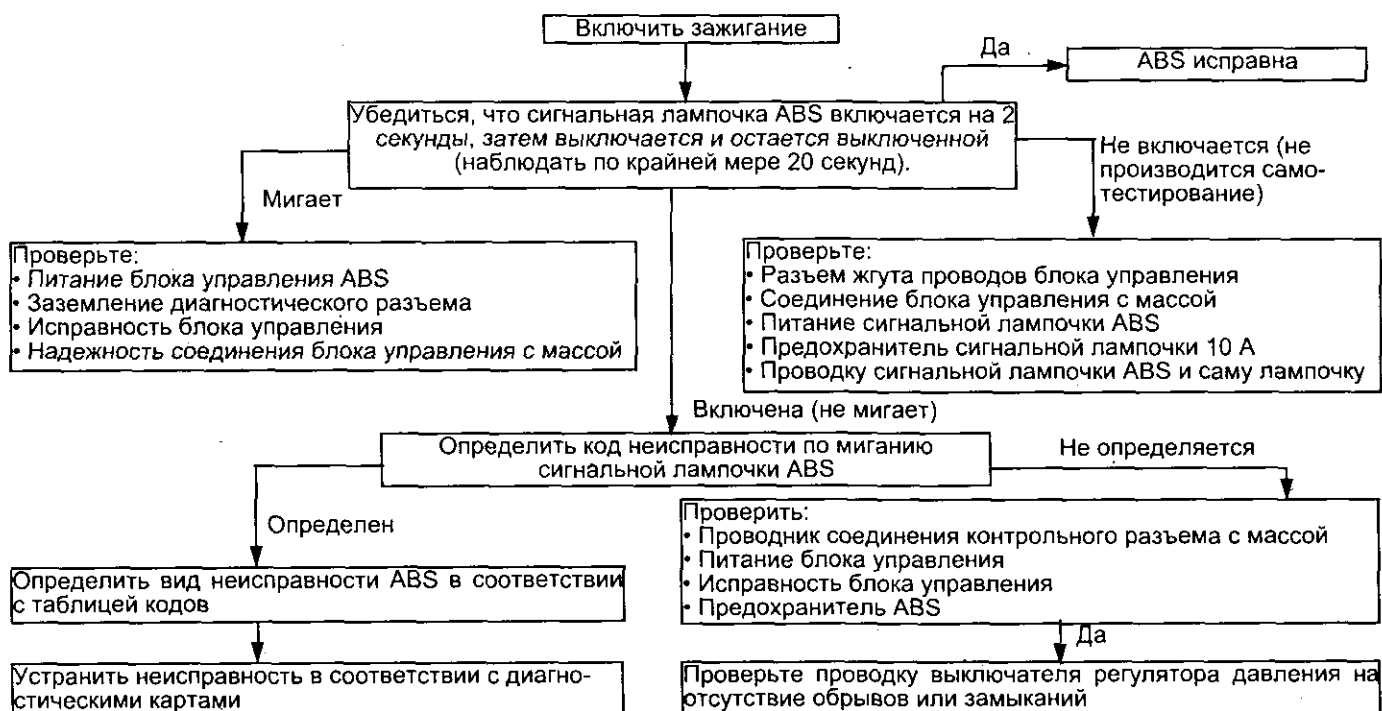 Включить зажигание
Да
ABS исправна
Убедиться, что сигнальная лампочка ABS включается на 2
секунды, затем выключается и остается выключенной
(наблюдать по крайней мере 20 секунд).
Не включается (не
производится само-
тестирование)
Мигает
Проверьте:
• Питание блока управления ABS
• Заземление диагностического разъема
• Исправность блока управления
• Надежность соединения блока управления с массой
Проверьте:
• Разъем жгута проводов блока управления
• Соединение блока управления с массой
• Питание сигнальной лампочки ABS
• Предохранитель сигнальной лампочки 10 А
• Проводку сигнальной лампочки ABS и саму лампочку
Включена (не мигает)
Определить код неисправности по миганию
сигнальной лампочки ABS
Не определяется
Определен
Проверить:
• Проводник соединения контрольного разъема с массой
• Питание блока управления
• Исправность блока управления
• Предохранитель ABS
Определить вид неисправности ABS в соответствии
с таблицей кодов
Да
Устранить неисправность в соответствии с диагно-
стическими картами
Проверьте проводку выключателя регулятора давления на
отсутствие обрывов или замыканий